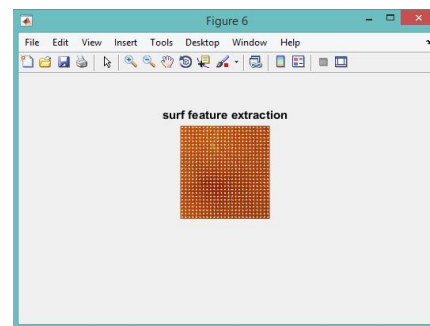 Figure 6
File Edit View Insert Tools Desktop Window Help
surf feature extraction